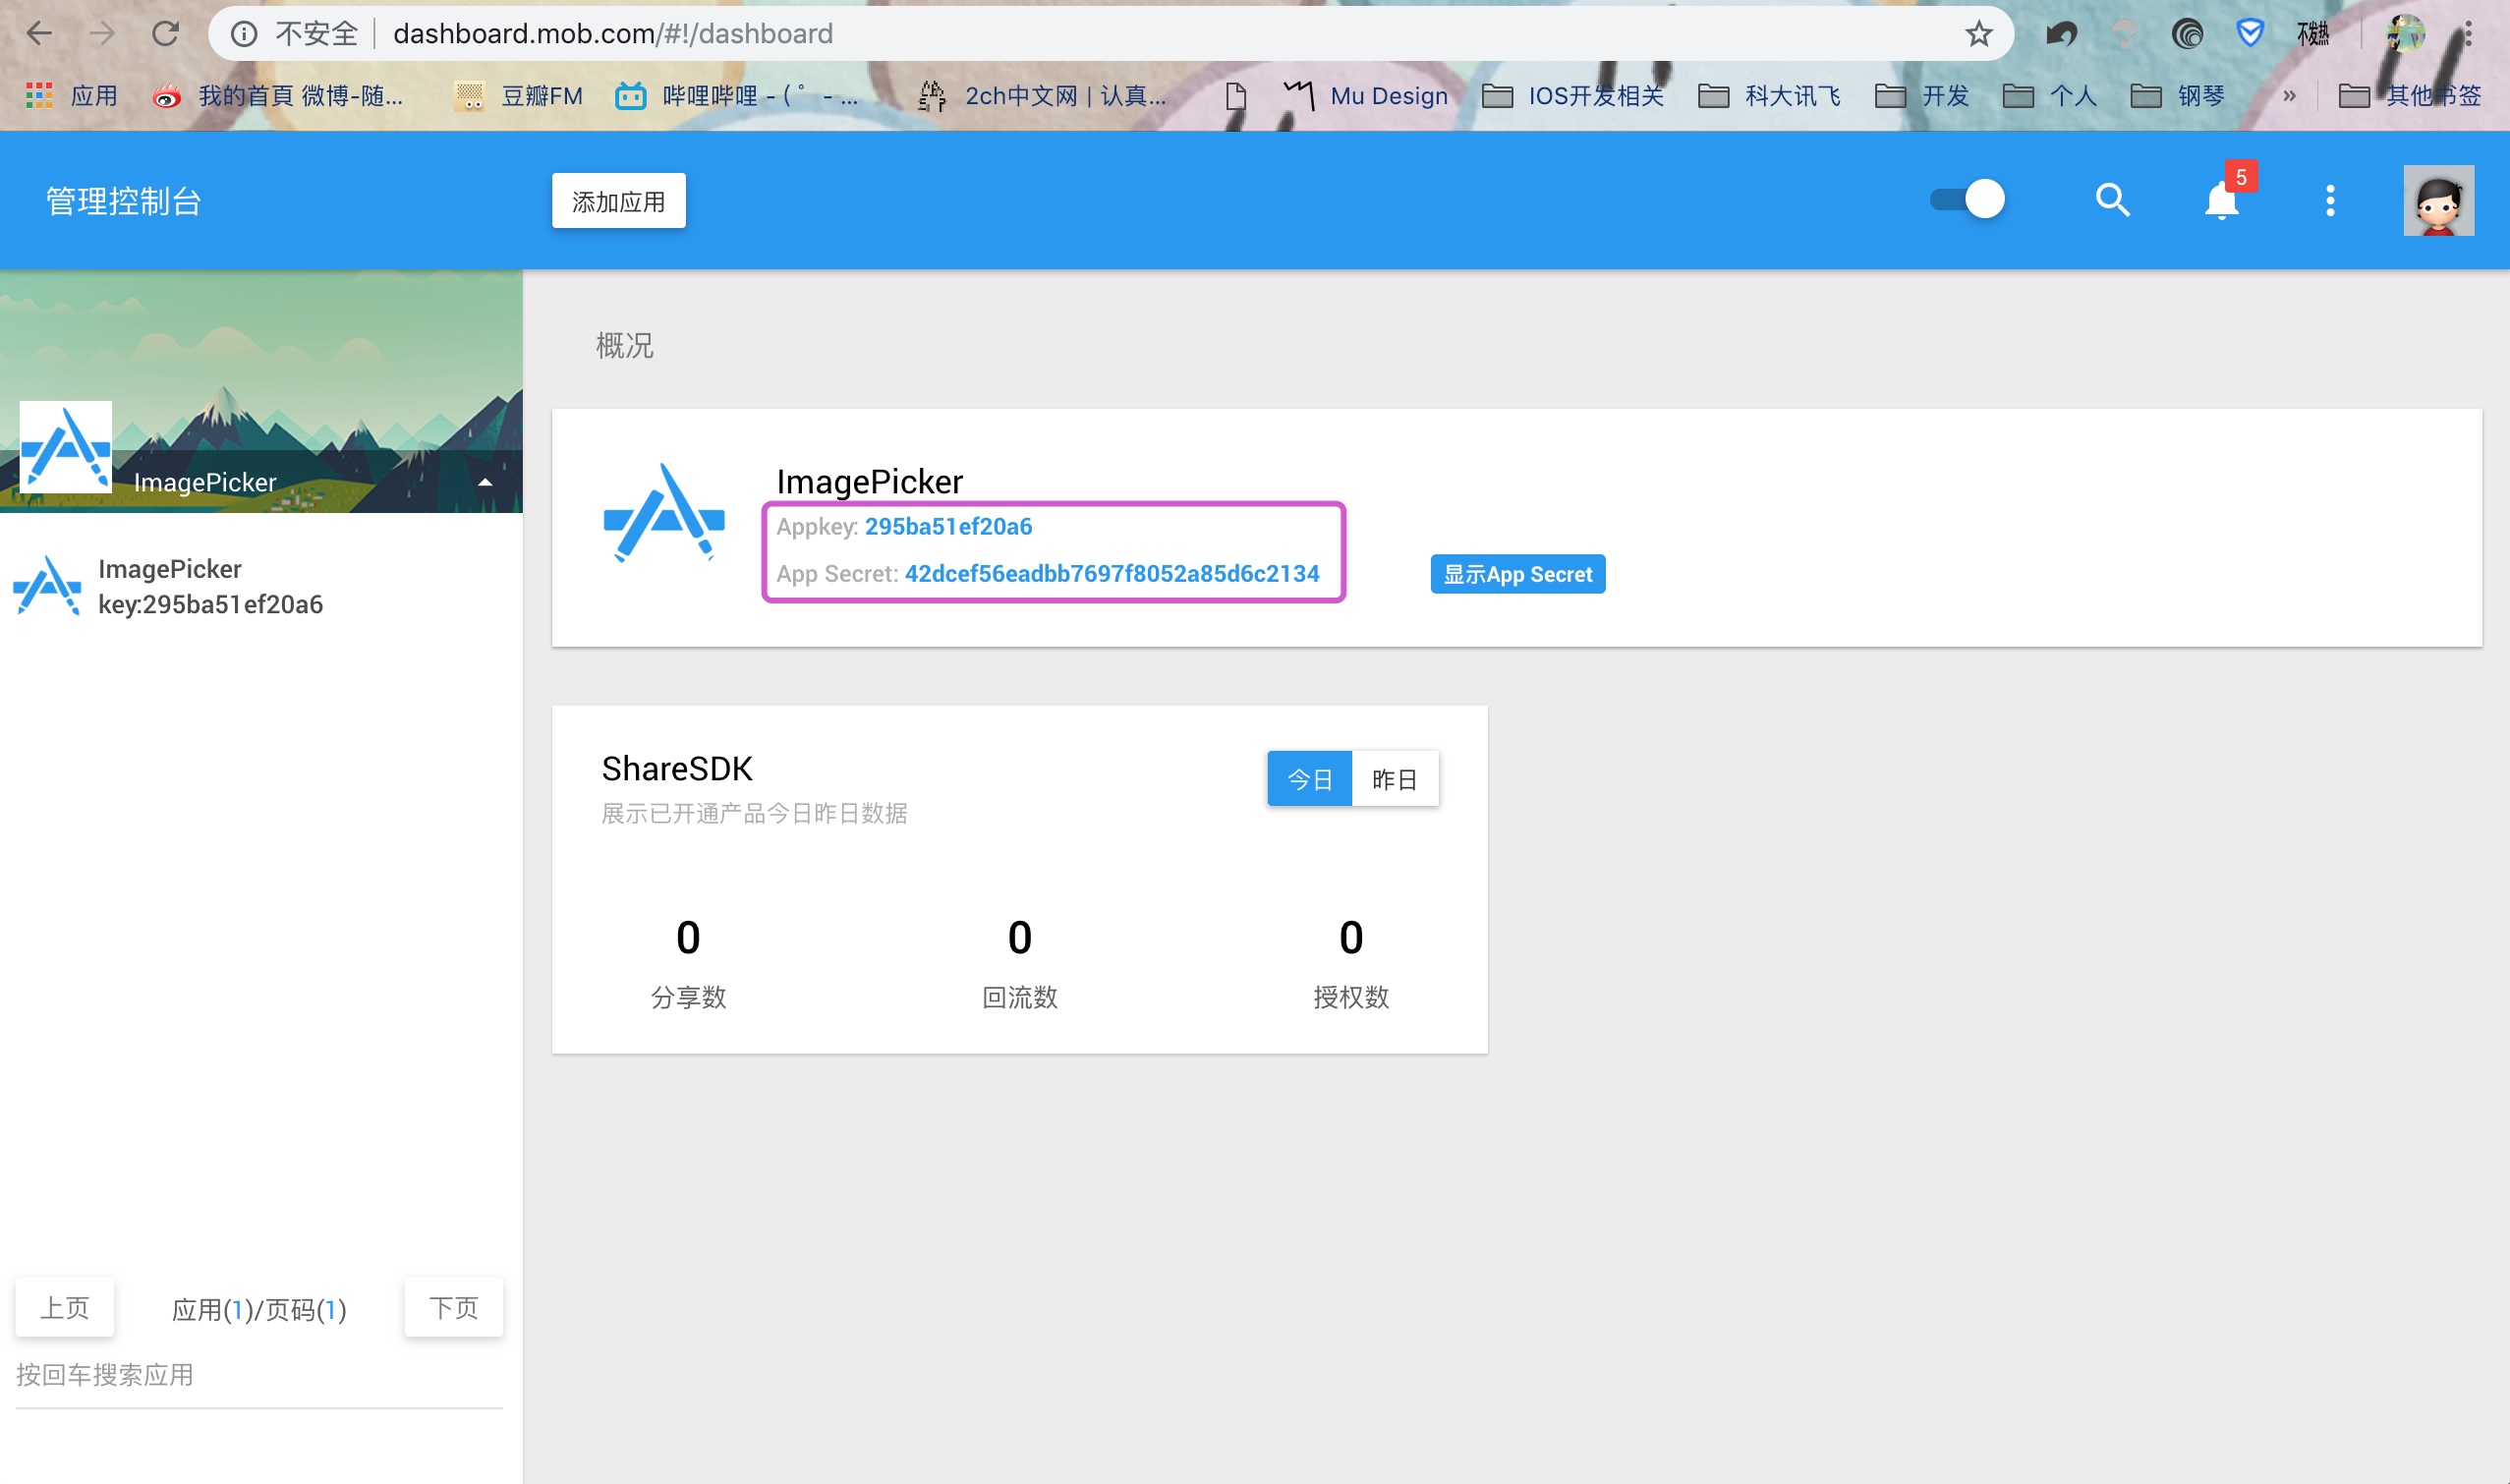 不安全 dashboard.mob.com/#!/dashboard 不发热
应用 我的首頁 微博-随... 豆瓣FM 哔哩哔哩 - ( ゜- ... 2ch中文网 | 认真... Mu Design IOS开发相关 科大讯飞 开发 个人 钢琴 » 其他书签
管理控制台 添加应用 5
概况
ImagePicker
ImagePicker
Appkey: 295ba51ef20a6
App Secret: 42dcef56eadbb7697f8052a85d6c2134 显示App Secret
ImagePicker
key:295ba51ef20a6
ShareSDK 今日 昨日
展示已开通产品今日昨日数据
0 0 0
分享数 回流数 授权数
上页 应用(1)/页码(1) 下页
按回车搜索应用